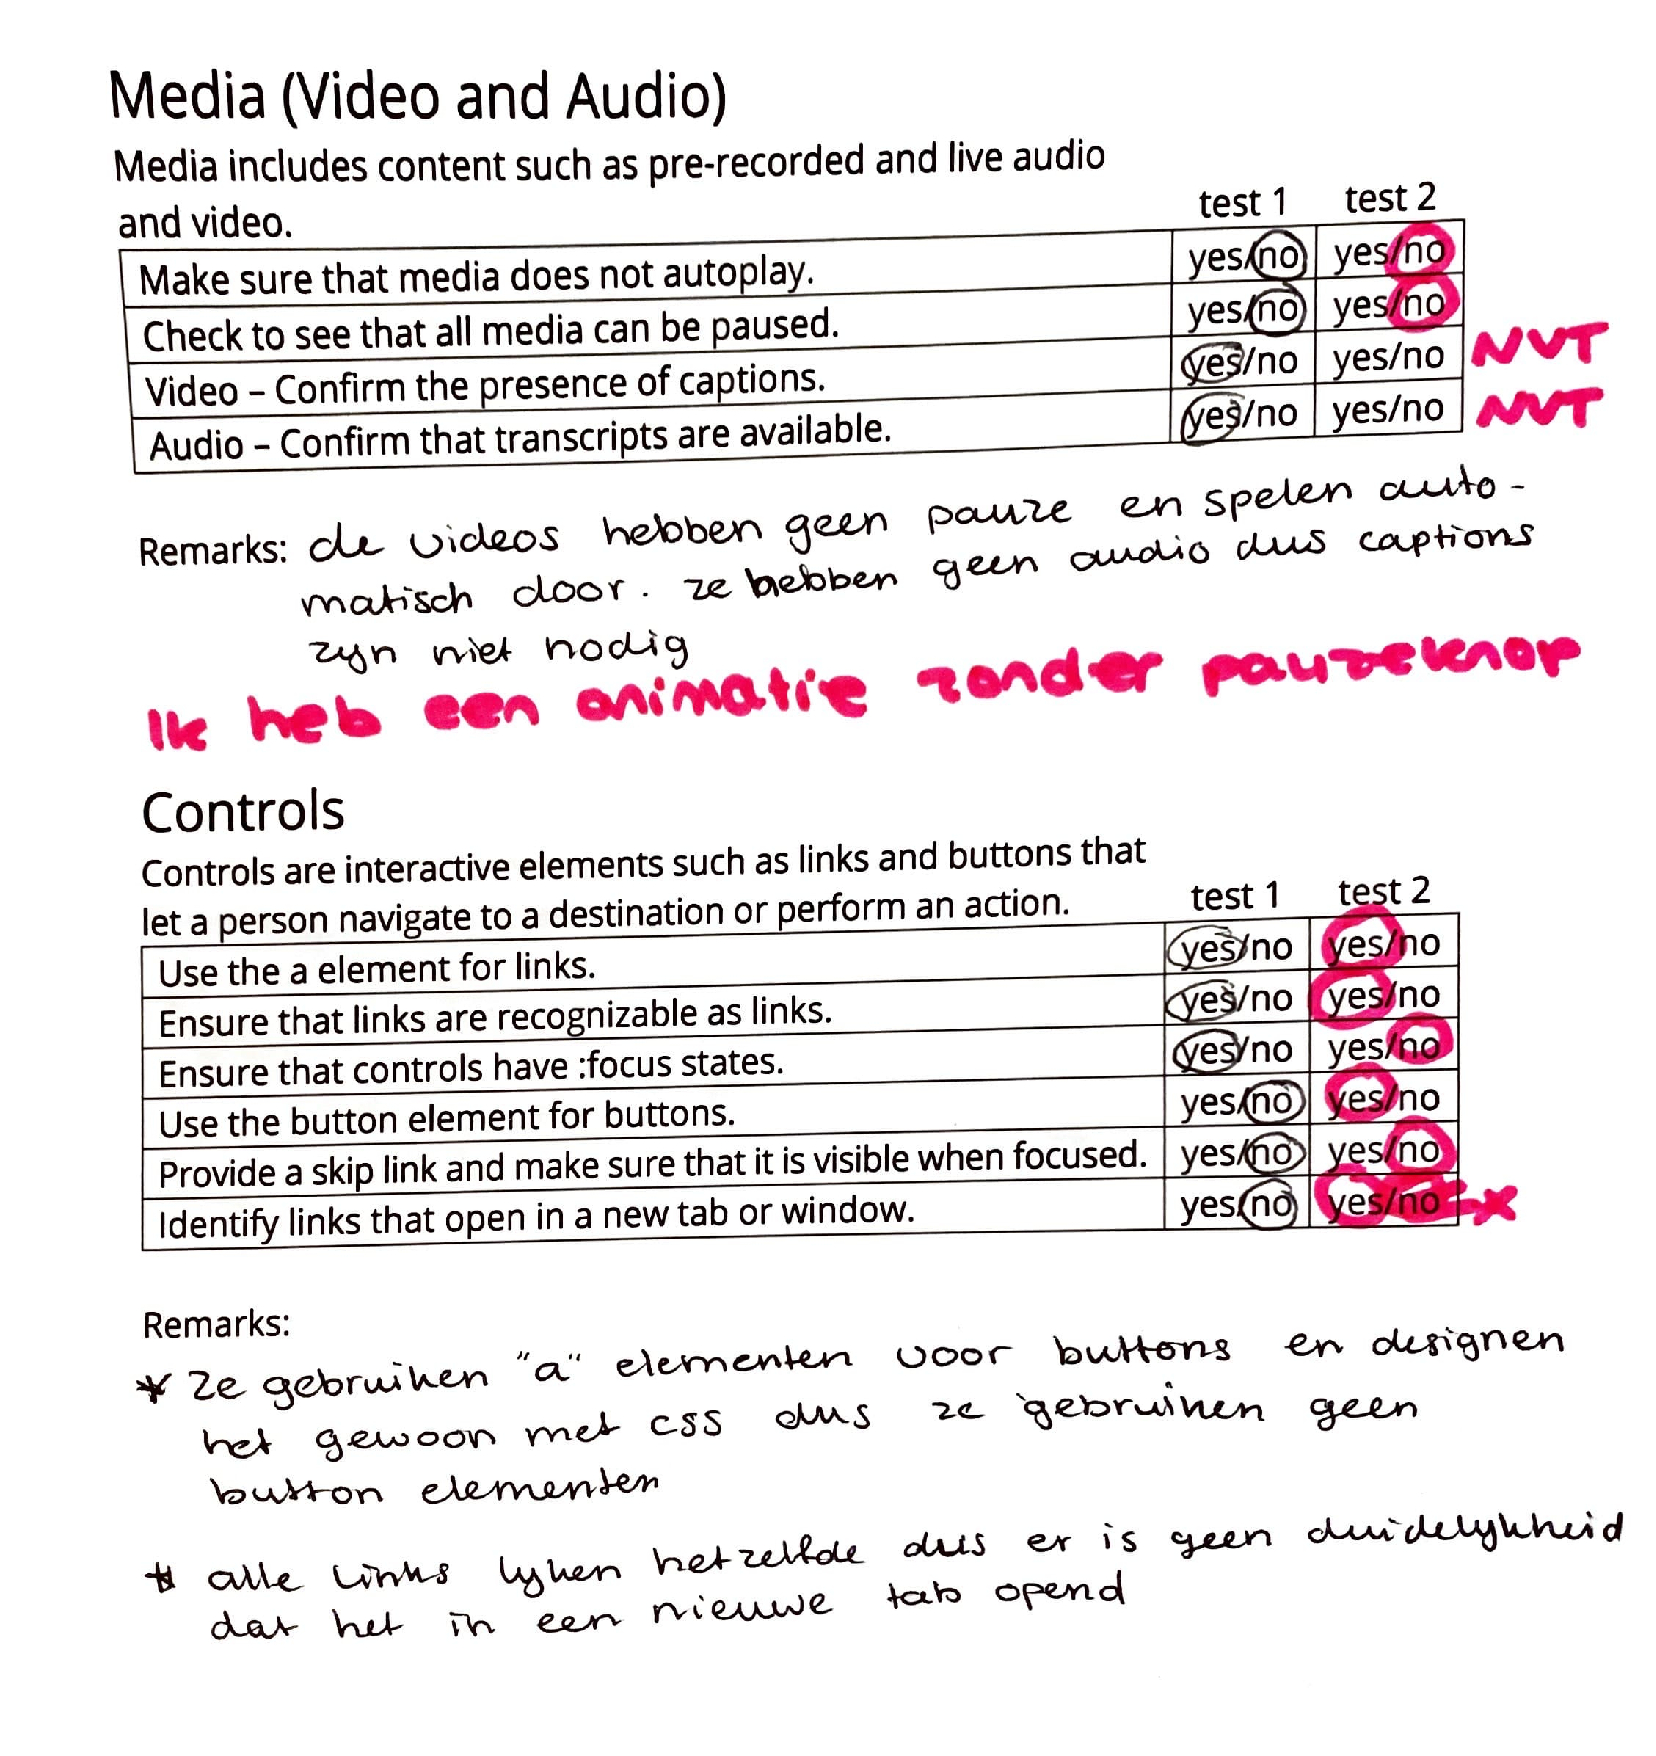 Media (Video and Audio)
Media includes content such as pre-recorded and live audio
and video.
test 1 test 2
Make sure that media does not autoplay. yes/no yes/no
Check to see that all media can be paused. yes/no yes/no
Video – Confirm the presence of captions. yes/no yes/no NVT
Audio – Confirm that transcripts are available. yes/no yes/no NVT
Remarks: de videos hebben geen pauze en spelen auto-
matisch door. ze hebben geen audio dus captions
zijn niet nodig
Ik heb een animatie zonder pauzeknop
Controls
Controls are interactive elements such as links and buttons that
let a person navigate to a destination or perform an action.
test 1 test 2
Use the a element for links. yes/no yes/no
Ensure that links are recognizable as links. yes/no yes/no
Ensure that controls have :focus states. yes/no yes/no
Use the button element for buttons. yes/no yes/no
Provide a skip link and make sure that it is visible when focused. yes/no yes/no
Identify links that open in a new tab or window. yes/no yes/no x
Remarks:
* Ze gebruiken "a" elementen voor buttons en designen
het gewoon met css dus ze gebruiken geen
button elementen
* alle links lijken hetzelfde dus er is geen duidelijkheid
dat het in een nieuwe tab opend